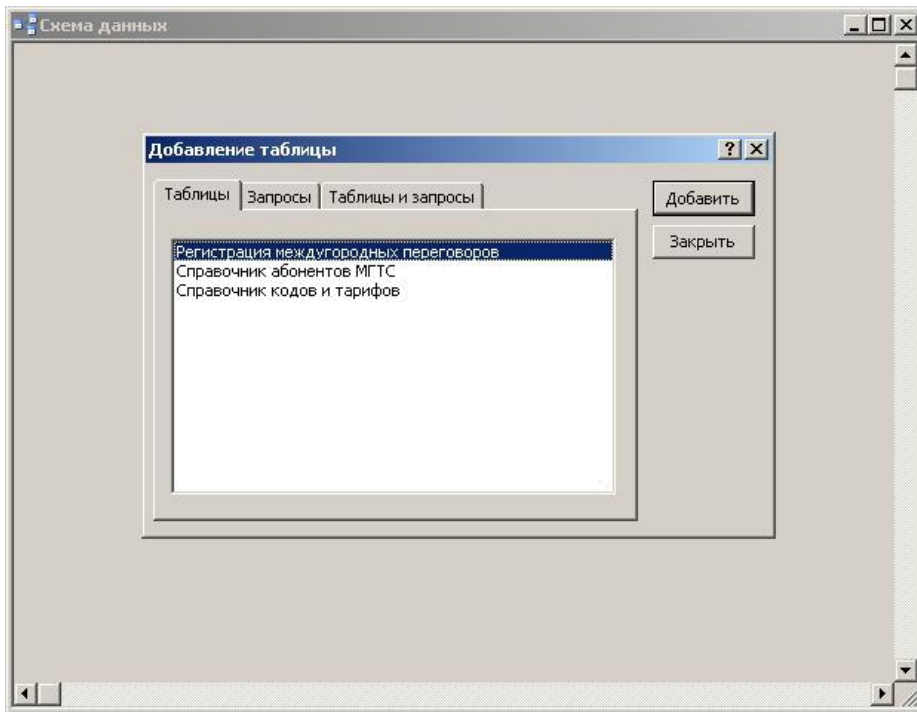 Схема данных
Добавление таблицы
Таблицы Запросы Таблицы и запросы
Добавить
Закрыть
Регистрация междугородных переговоров
Справочник абонентов МГТС
Справочник кодов и тарифов